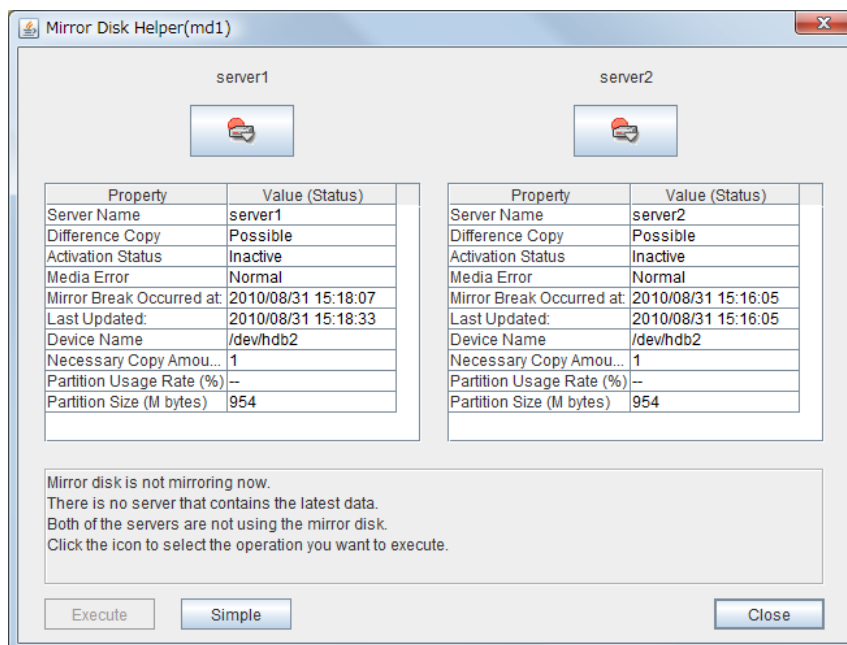 Mirror Disk Helper(md1)
server1
server2
Property Value (Status)
Server Name server1
Difference Copy Possible
Activation Status Inactive
Media Error Normal
Mirror Break Occurred at: 2010/08/31 15:18:07
Last Updated: 2010/08/31 15:18:33
Device Name /dev/hdb2
Necessary Copy Amou... 1
Partition Usage Rate (%) --
Partition Size (M bytes) 954
Property Value (Status)
Server Name server2
Difference Copy Possible
Activation Status Inactive
Media Error Normal
Mirror Break Occurred at: 2010/08/31 15:16:05
Last Updated: 2010/08/31 15:16:05
Device Name /dev/hdb2
Necessary Copy Amou... 1
Partition Usage Rate (%) --
Partition Size (M bytes) 954
Mirror disk is not mirroring now.
There is no server that contains the latest data.
Both of the servers are not using the mirror disk.
Click the icon to select the operation you want to execute.
Execute
Simple
Close